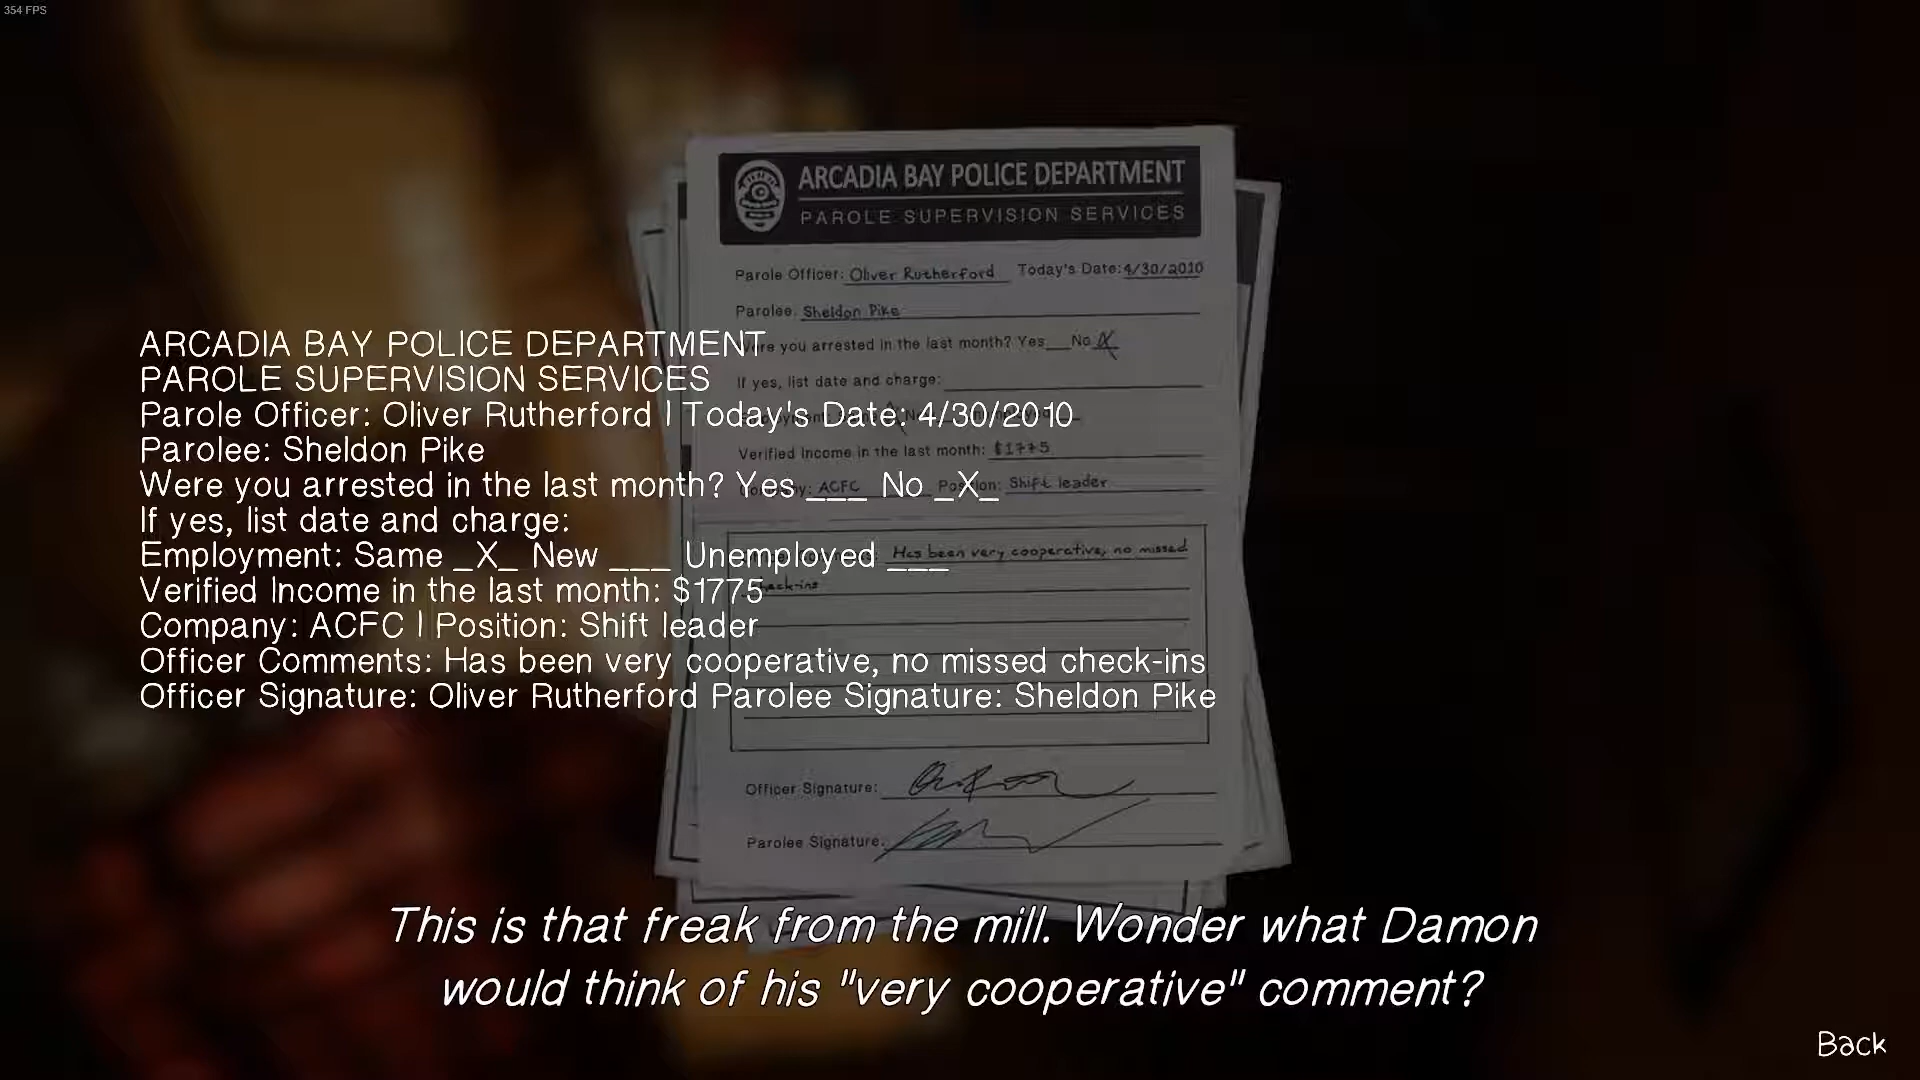 354 FPS
ARCADIA BAY POLICE DEPARTMENT
PAROLE SUPERVISION SERVICES
Parole Officer: Oliver Rutherford Today's Date: 4/30/2010
Parolee: Sheldon Pike
Were you arrested in the last month? Yes__ No X
If yes, list date and charge:
Verified Income in the last month: $1775
ACFC Position: Shift leader
Has been very cooperative, no missed
check-ins
Officer Signature:
Parolee Signature:
ARCADIA BAY POLICE DEPARTMENT
PAROLE SUPERVISION SERVICES
Parole Officer: Oliver Rutherford | Today's Date: 4/30/2010
Parolee: Sheldon Pike
Were you arrested in the last month? Yes ___ No _X_
If yes, list date and charge:
Employment: Same _X_ New ___ Unemployed ___
Verified Income in the last month: $1775
Company: ACFC | Position: Shift leader
Officer Comments: Has been very cooperative, no missed check-ins
Officer Signature: Oliver Rutherford Parolee Signature: Sheldon Pike
This is that freak from the mill. Wonder what Damon
would think of his "very cooperative" comment?
Back